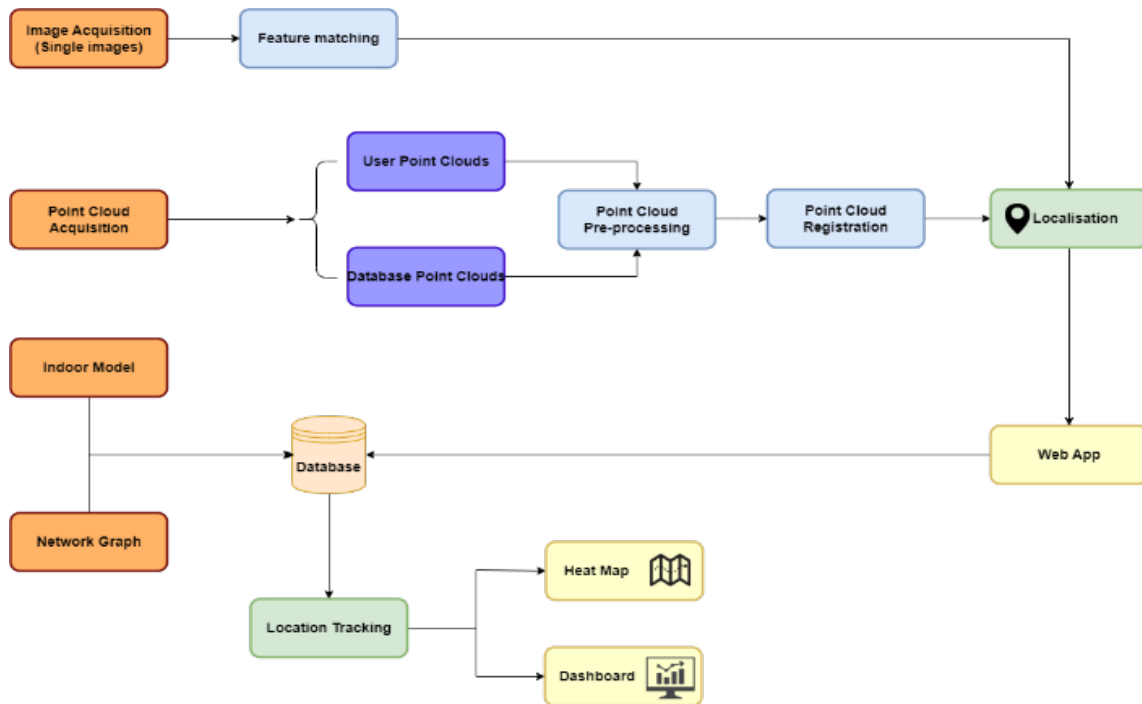 Image Acquisition
(Single images)
Feature matching
User Point Clouds
Point Cloud
Acquisition
Point Cloud
Pre-processing
Point Cloud
Registration
Localisation
Database Point Clouds
Indoor Model
Database
Web App
Network Graph
Heat Map
Location Tracking
Dashboard